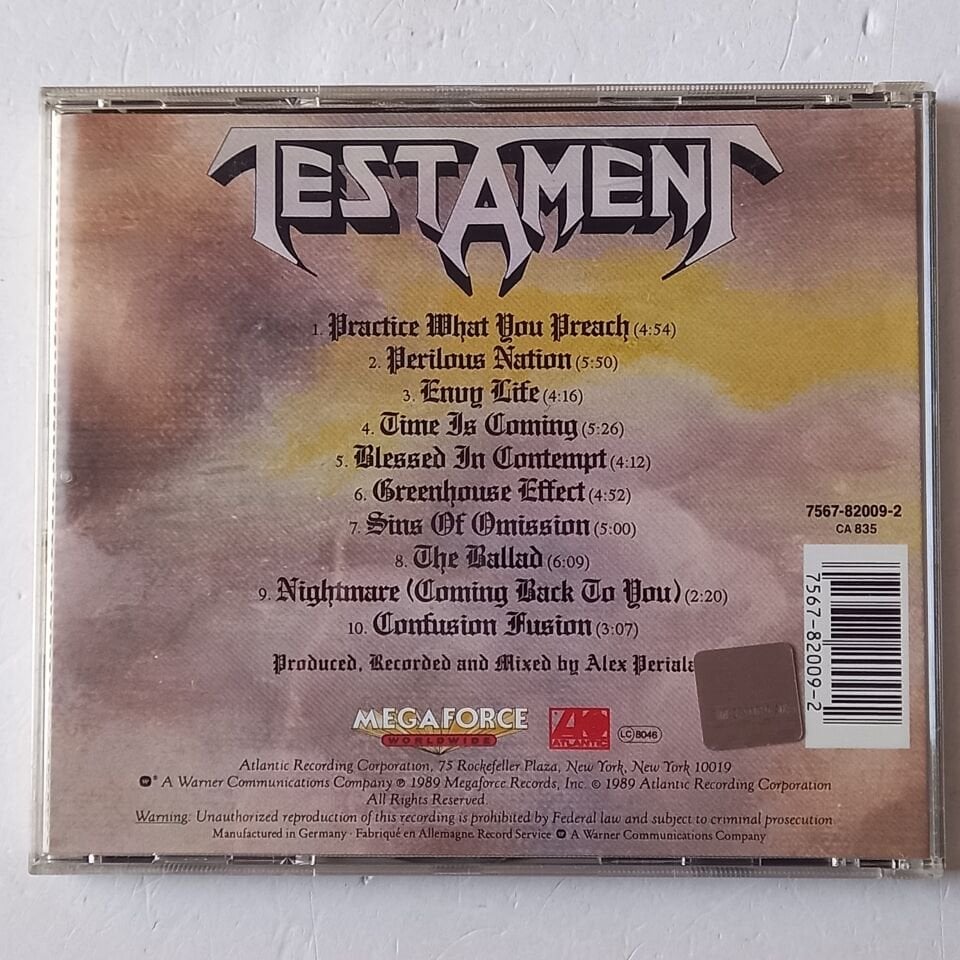 TESTAMENT
1. Practice What You Preach (4:54)
2. Perilous Nation (5:50)
3. Envy Life (4:16)
4. Time Is Coming (5:26)
5. Blessed In Contempt (4:12)
6. Greenhouse Effect (4:52)
7. Sins Of Omission (5:00)
8. The Ballad (6:09)
9. Nightmare (Coming Back To You) (2:20)
10. Confusion Fusion (3:07)
Produced, Recorded and Mixed by Alex Periala
7567-82009-2
CA 835
7567-82009-2
MEGAFORCE
WORLDWIDE
ATLANTIC
LC 8046
Atlantic Recording Corporation, 75 Rockefeller Plaza, New York, New York 10019
A Warner Communications Company ℗ 1989 Megaforce Records, Inc. © 1989 Atlantic Recording Corporation
All Rights Reserved.
Warning: Unauthorized reproduction of this recording is prohibited by Federal law and subject to criminal prosecution.
Manufactured in Germany · Fabriqué en Allemagne. Record Service A Warner Communications Company